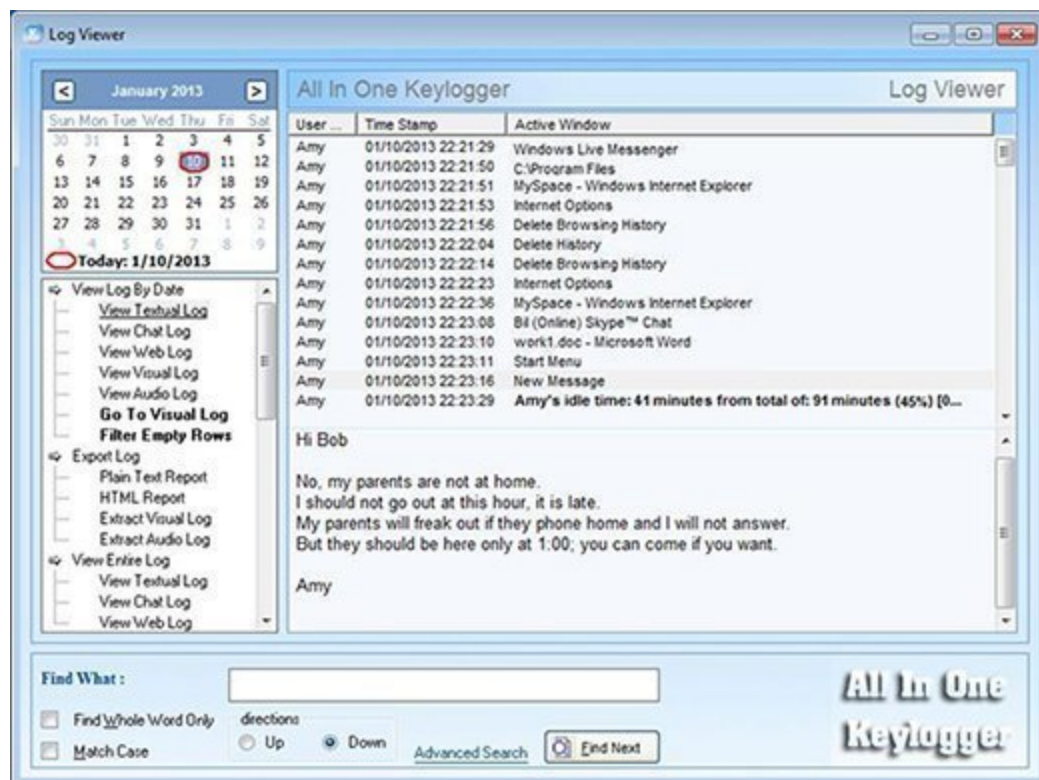 Log Viewer
January 2013
Sun Mon Tue Wed Thu Fri Sat
30 31 1 2 3 4 5
6 7 8 9 10 11 12
13 14 15 16 17 18 19
20 21 22 23 24 25 26
27 28 29 30 31 1 2
3 4 5 6 7 8 9
Today: 1/10/2013
View Log By Date
View Textual Log
View Chat Log
View Web Log
View Visual Log
View Audio Log
Go To Visual Log
Filter Empty Rows
Export Log
Plain Text Report
HTML Report
Extract Visual Log
Extract Audio Log
View Entire Log
View Textual Log
View Chat Log
View Web Log
All In One Keylogger Log Viewer
User ... Time Stamp Active Window
Amy 01/10/2013 22:21:29 Windows Live Messenger
Amy 01/10/2013 22:21:50 C:\Program Files
Amy 01/10/2013 22:21:51 MySpace - Windows Internet Explorer
Amy 01/10/2013 22:21:53 Internet Options
Amy 01/10/2013 22:21:56 Delete Browsing History
Amy 01/10/2013 22:22:04 Delete History
Amy 01/10/2013 22:22:14 Delete Browsing History
Amy 01/10/2013 22:22:23 Internet Options
Amy 01/10/2013 22:22:36 MySpace - Windows Internet Explorer
Amy 01/10/2013 22:23:08 Bil (Online) Skype™ Chat
Amy 01/10/2013 22:23:10 work1.doc - Microsoft Word
Amy 01/10/2013 22:23:11 Start Menu
Amy 01/10/2013 22:23:16 New Message
Amy 01/10/2013 22:23:29 Amy's idle time: 41 minutes from total of: 91 minutes (45%) [0...
Hi Bob
No, my parents are not at home.
I should not go out at this hour, it is late.
My parents will freak out if they phone home and I will not answer.
But they should be here only at 1:00; you can come if you want.
Amy
Find What :
Find Whole Word Only
Match Case
directions
Up Down
Advanced Search
Find Next
All In One
Keylogger